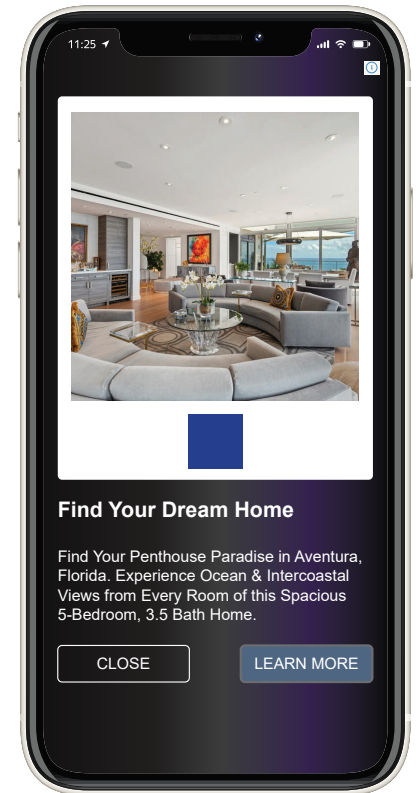 11:25
Find Your Dream Home
Find Your Penthouse Paradise in Aventura,
Florida. Experience Ocean & Intercoastal
Views from Every Room of this Spacious
5-Bedroom, 3.5 Bath Home.
CLOSE
LEARN MORE